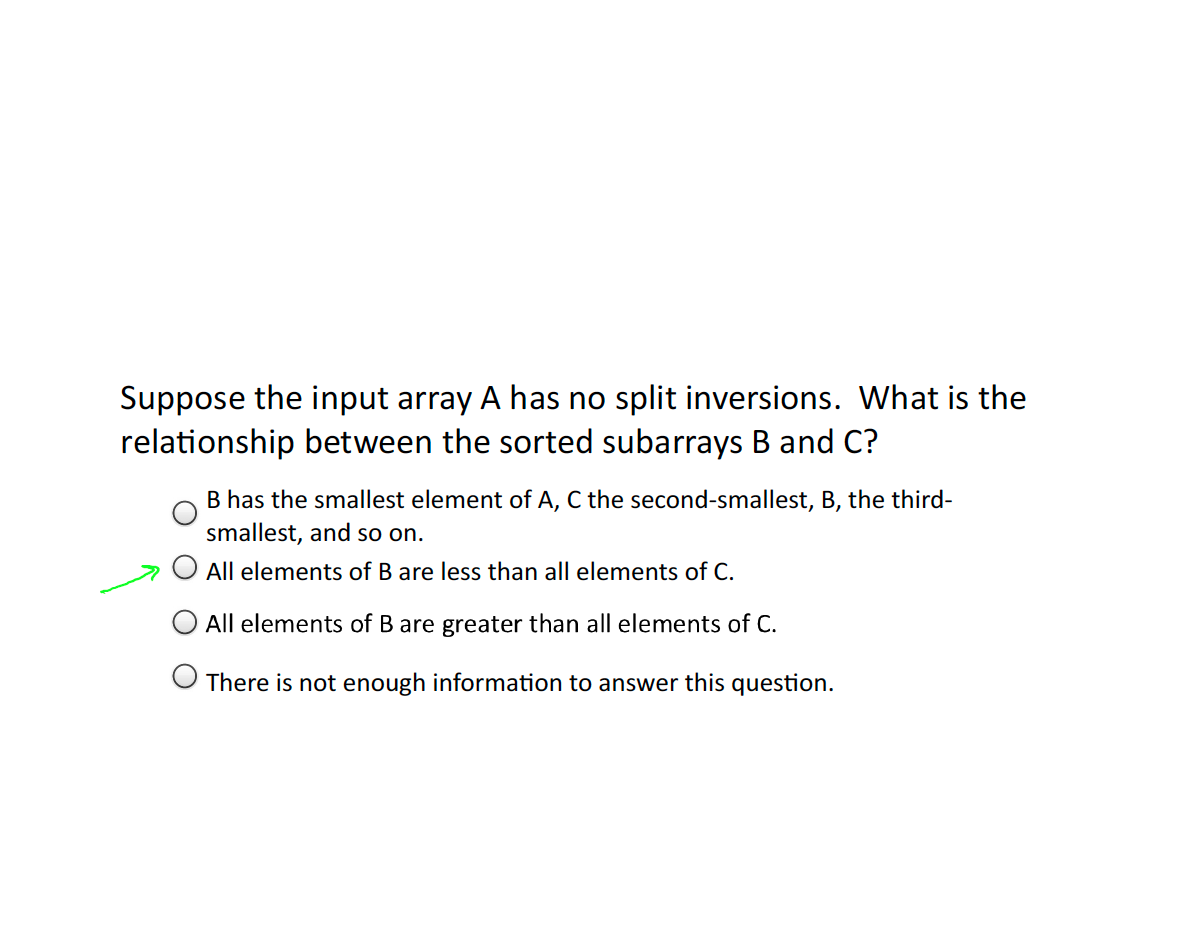 Suppose the input array A has no split inversions.  What is the
relationship between the sorted subarrays B and C?
B has the smallest element of A, C the second-smallest, B, the third-
smallest, and so on.
All elements of B are less than all elements of C.
All elements of B are greater than all elements of C.
There is not enough information to answer this question.